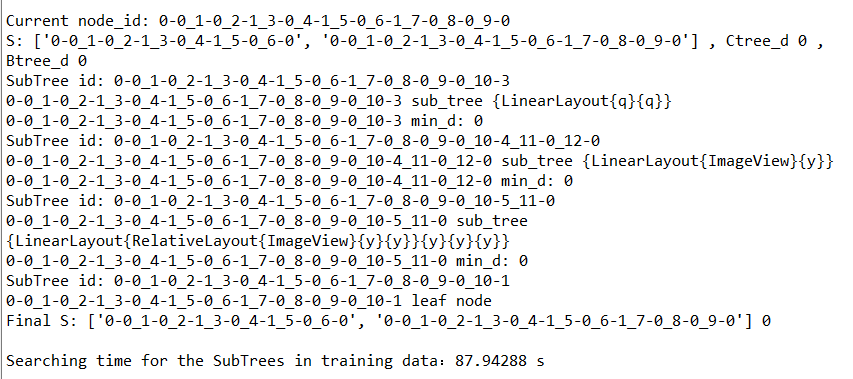 Current node_id: 0-0_1-0_2-1_3-0_4-1_5-0_6-1_7-0_8-0_9-0
S: ['0-0_1-0_2-1_3-0_4-1_5-0_6-0', '0-0_1-0_2-1_3-0_4-1_5-0_6-1_7-0_8-0_9-0'] , Ctree_d 0 ,
Btree_d 0
SubTree id: 0-0_1-0_2-1_3-0_4-1_5-0_6-1_7-0_8-0_9-0_10-3
0-0_1-0_2-1_3-0_4-1_5-0_6-1_7-0_8-0_9-0_10-3 sub_tree {LinearLayout{q}{q}}
0-0_1-0_2-1_3-0_4-1_5-0_6-1_7-0_8-0_9-0_10-3 min_d: 0
SubTree id: 0-0_1-0_2-1_3-0_4-1_5-0_6-1_7-0_8-0_9-0_10-4_11-0_12-0
0-0_1-0_2-1_3-0_4-1_5-0_6-1_7-0_8-0_9-0_10-4_11-0_12-0 sub_tree {LinearLayout{ImageView}{y}}
0-0_1-0_2-1_3-0_4-1_5-0_6-1_7-0_8-0_9-0_10-4_11-0_12-0 min_d: 0
SubTree id: 0-0_1-0_2-1_3-0_4-1_5-0_6-1_7-0_8-0_9-0_10-5_11-0
0-0_1-0_2-1_3-0_4-1_5-0_6-1_7-0_8-0_9-0_10-5_11-0 sub_tree
{LinearLayout{RelativeLayout{ImageView}{y}{y}}{y}{y}{y}}
0-0_1-0_2-1_3-0_4-1_5-0_6-1_7-0_8-0_9-0_10-5_11-0 min_d: 0
SubTree id: 0-0_1-0_2-1_3-0_4-1_5-0_6-1_7-0_8-0_9-0_10-1
0-0_1-0_2-1_3-0_4-1_5-0_6-1_7-0_8-0_9-0_10-1 leaf node
Final S: ['0-0_1-0_2-1_3-0_4-1_5-0_6-0', '0-0_1-0_2-1_3-0_4-1_5-0_6-1_7-0_8-0_9-0'] 0
Searching time for the SubTrees in training data：87.94288 s